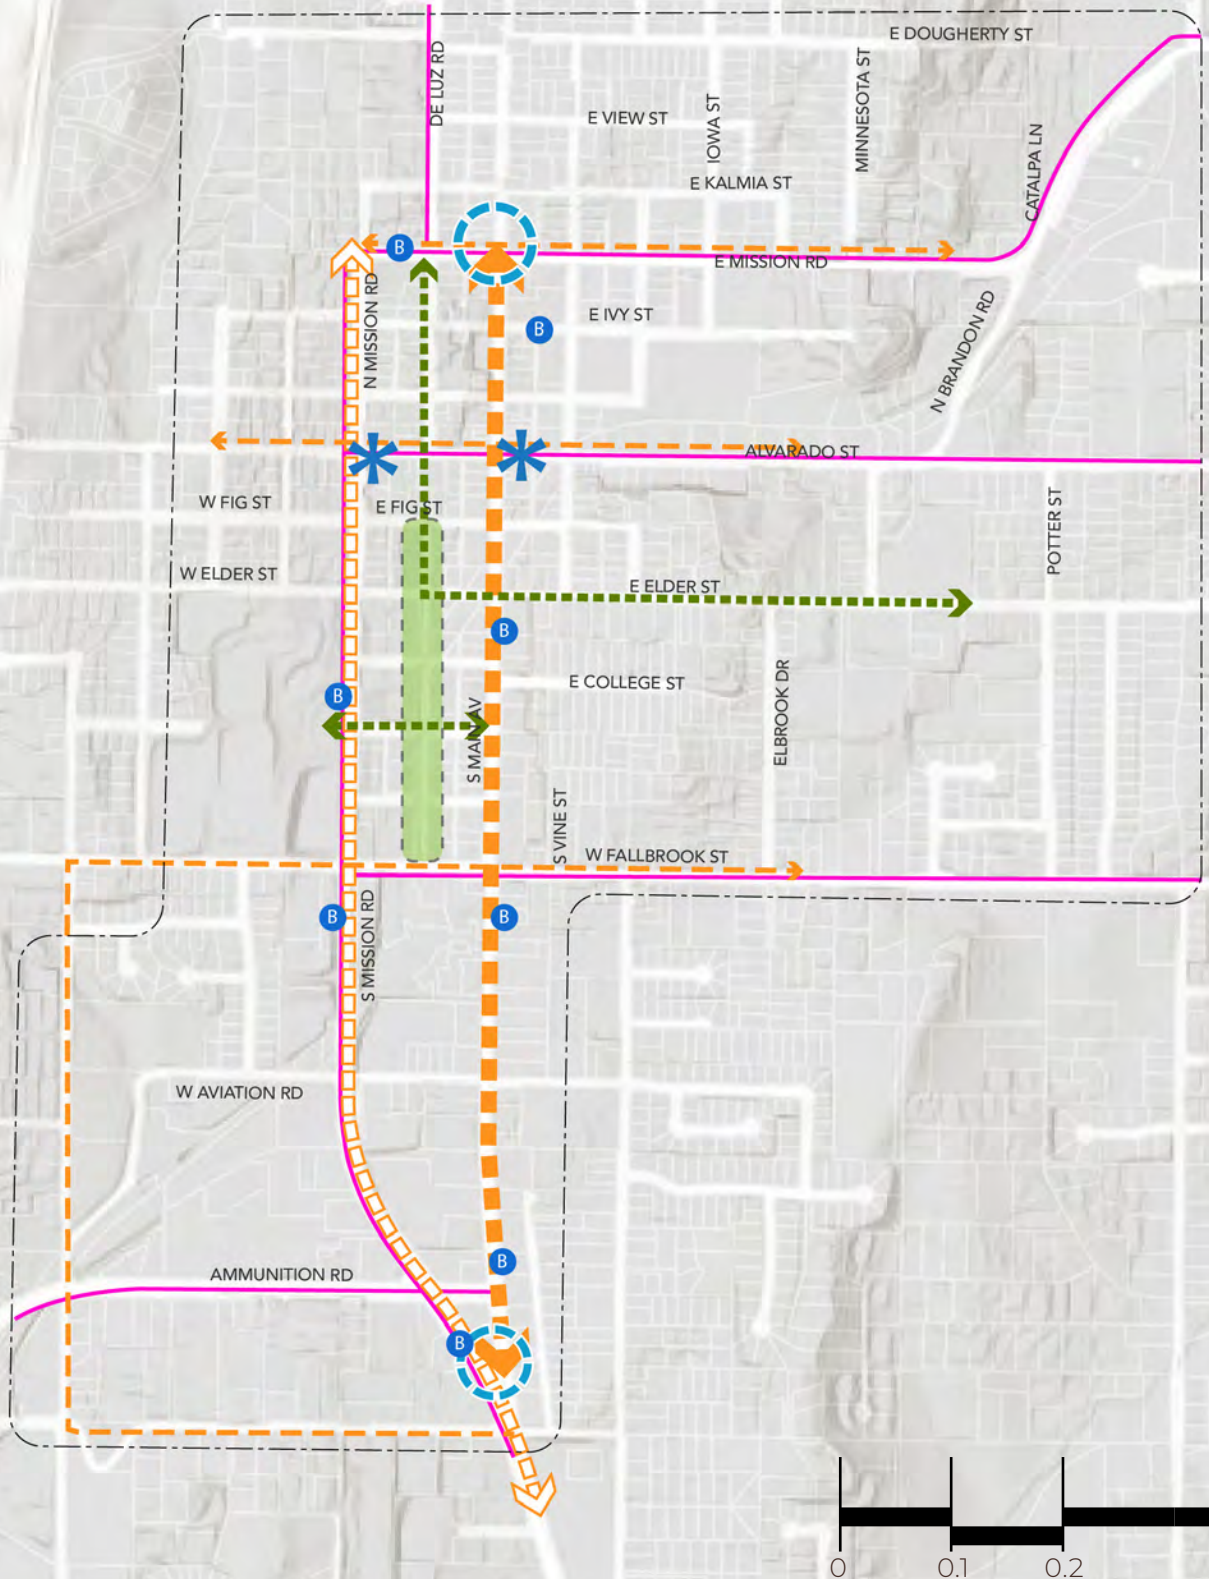 E DOUGHERTY ST
DE LUZ RD
E VIEW ST
IOWA ST
MINNESOTA ST
E KALMIA ST
CATALPA LN
B
E MISSION RD
N MISSION RD
E IVY ST
B
N BRANDON RD
ALVARADO ST
W FIG ST
E FIG ST
POTTER ST
W ELDER ST
E ELDER ST
B
E COLLEGE ST
B
ELBROOK DR
S MAIN AV
S VINE ST
W FALLBROOK ST
B
B
S MISSION RD
W AVIATION RD
B
AMMUNITION RD
B
0 0.1 0.2